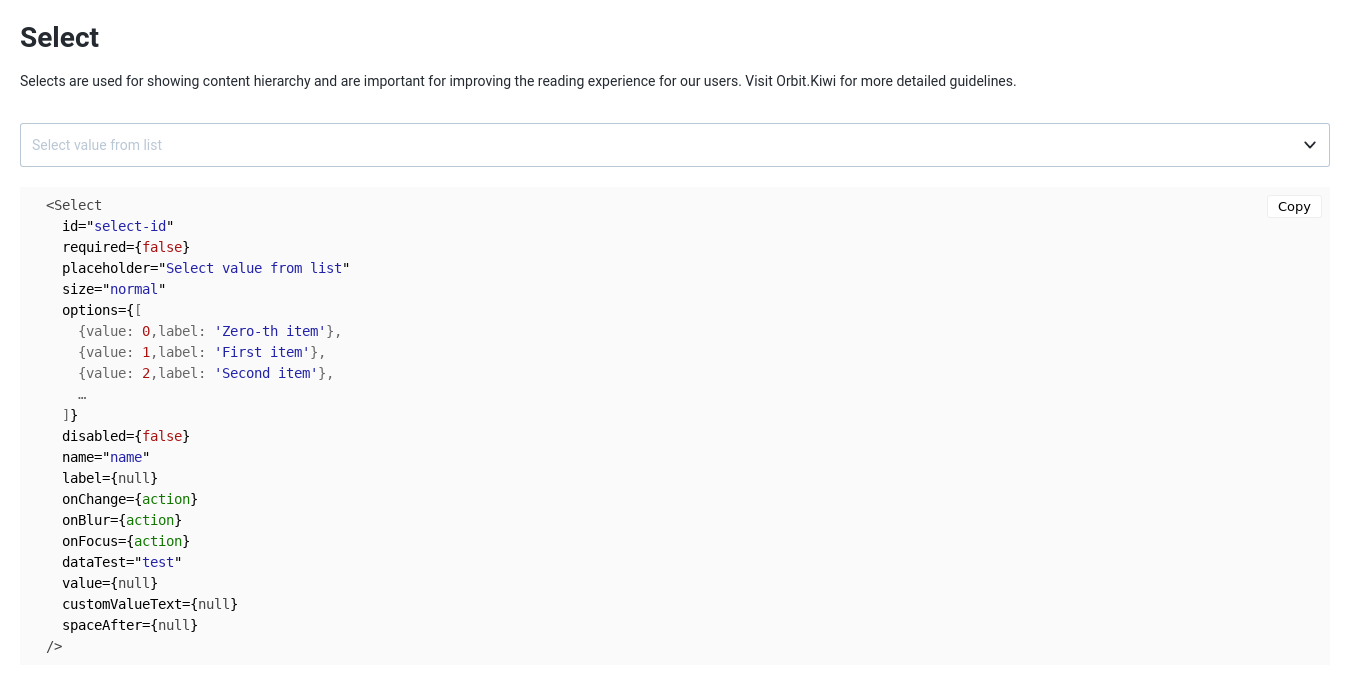 Select
Selects are used for showing content hierarchy and are important for improving the reading experience for our users. Visit Orbit.Kiwi for more detailed guidelines.
Select value from list
Copy
<Select
  id="select-id"
  required={false}
  placeholder="Select value from list"
  size="normal"
  options={[
    {value: 0,label: 'Zero-th item'},
    {value: 1,label: 'First item'},
    {value: 2,label: 'Second item'},
    …
  ]}
  disabled={false}
  name="name"
  label={null}
  onChange={action}
  onBlur={action}
  onFocus={action}
  dataTest="test"
  value={null}
  customValueText={null}
  spaceAfter={null}
/>